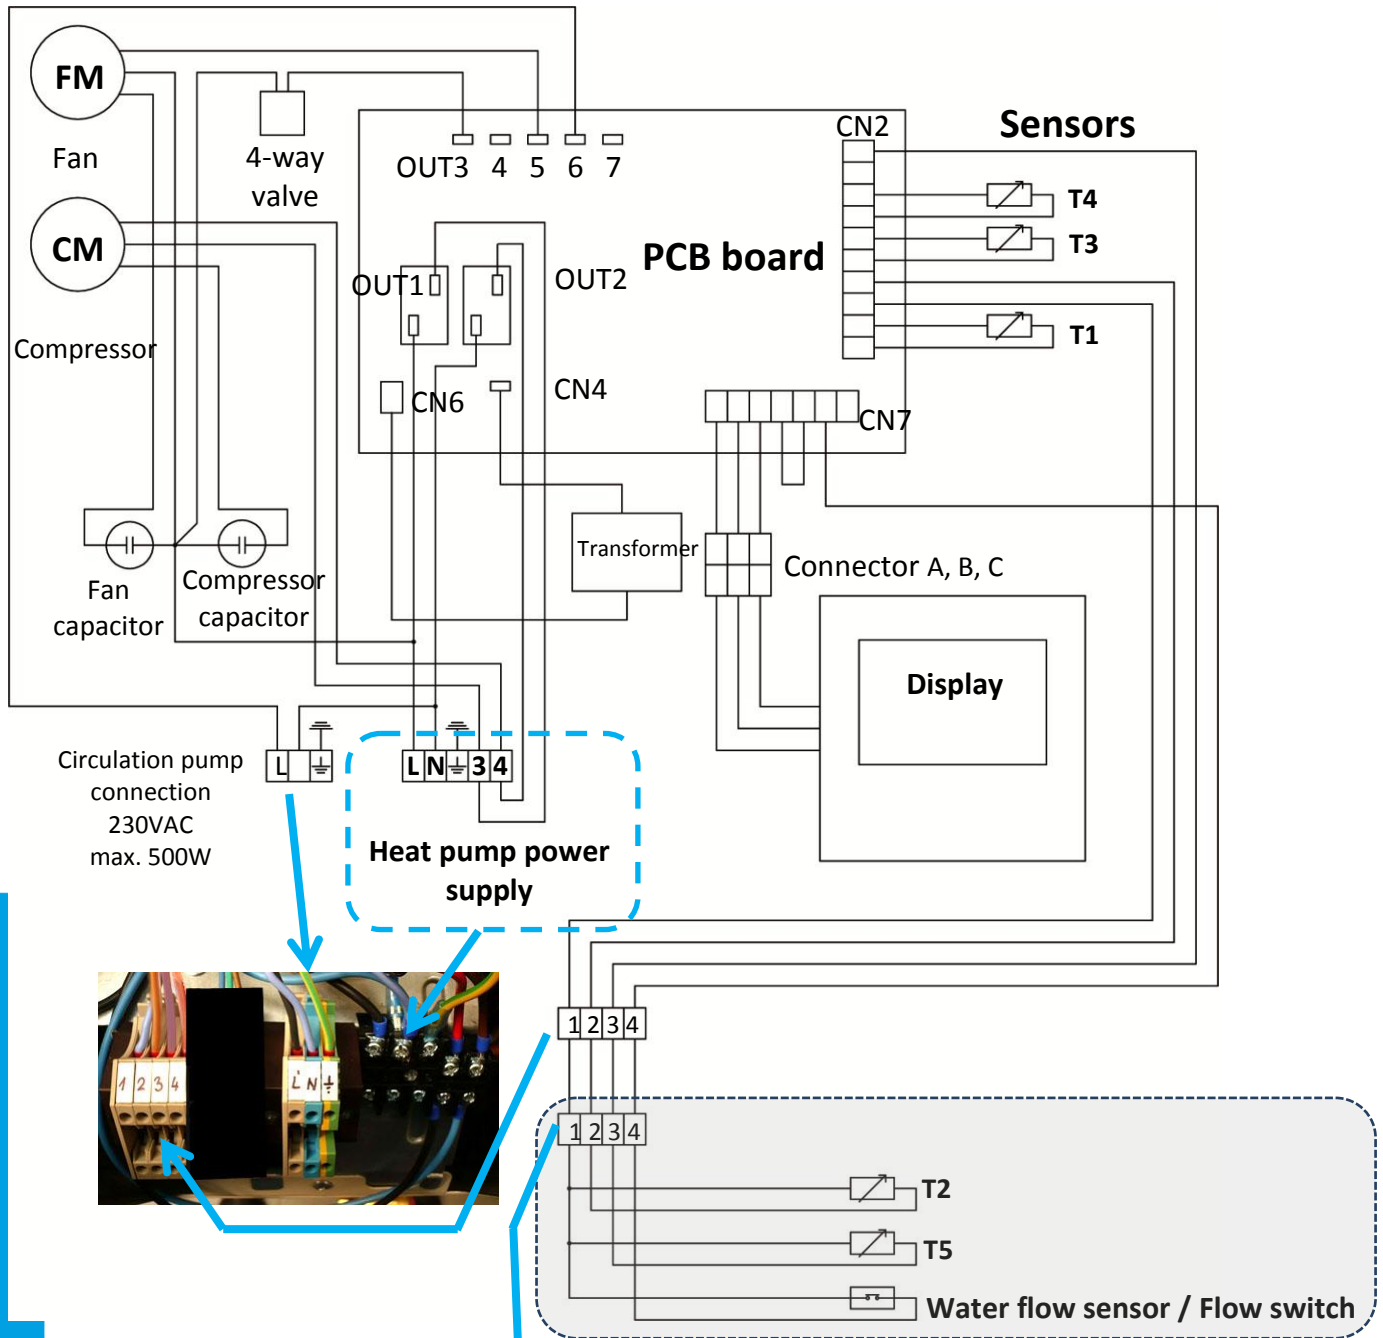 FM
Fan
4-way
valve
CM
Compressor
OUT3 4 5 6 7
CN2
Sensors
T4
T3
T1
PCB board
OUT1
OUT2
CN6
CN4
CN7
Transformer
Connector A, B, C
Display
Fan
capacitor
Compressor
capacitor
Circulation pump
connection
230VAC
max. 500W
L
L N 3 4
Heat pump power
supply
1 2 3 4
L N
1 2 3 4
1 2 3 4
T2
T5
Water flow sensor / Flow switch